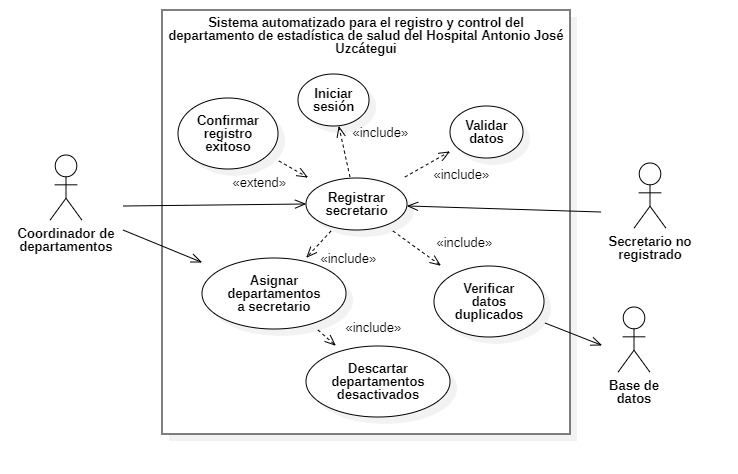 Sistema automatizado para el registro y control del
departamento de estadística de salud del Hospital Antonio José
Uzcátegui
Iniciar
sesión
Confirmar
registro
exitoso
«include»
Validar
datos
«extend»
«include»
Registrar
secretario
Coordinador de
departamentos
Secretario no
registrado
«include»
«include»
Asignar
departamentos
a secretario
Verificar
datos
duplicados
«include»
Descartar
departamentos
desactivados
Base de
datos